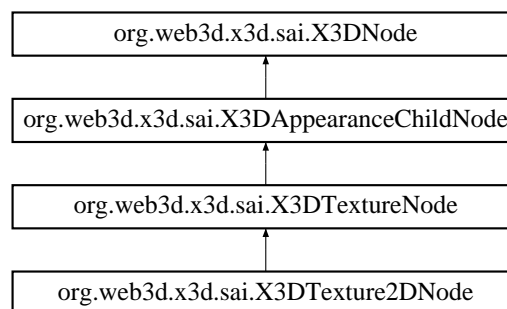 org.web3d.x3d.sai.X3DNode
org.web3d.x3d.sai.X3DAppearanceChildNode
org.web3d.x3d.sai.X3DTextureNode
org.web3d.x3d.sai.X3DTexture2DNode